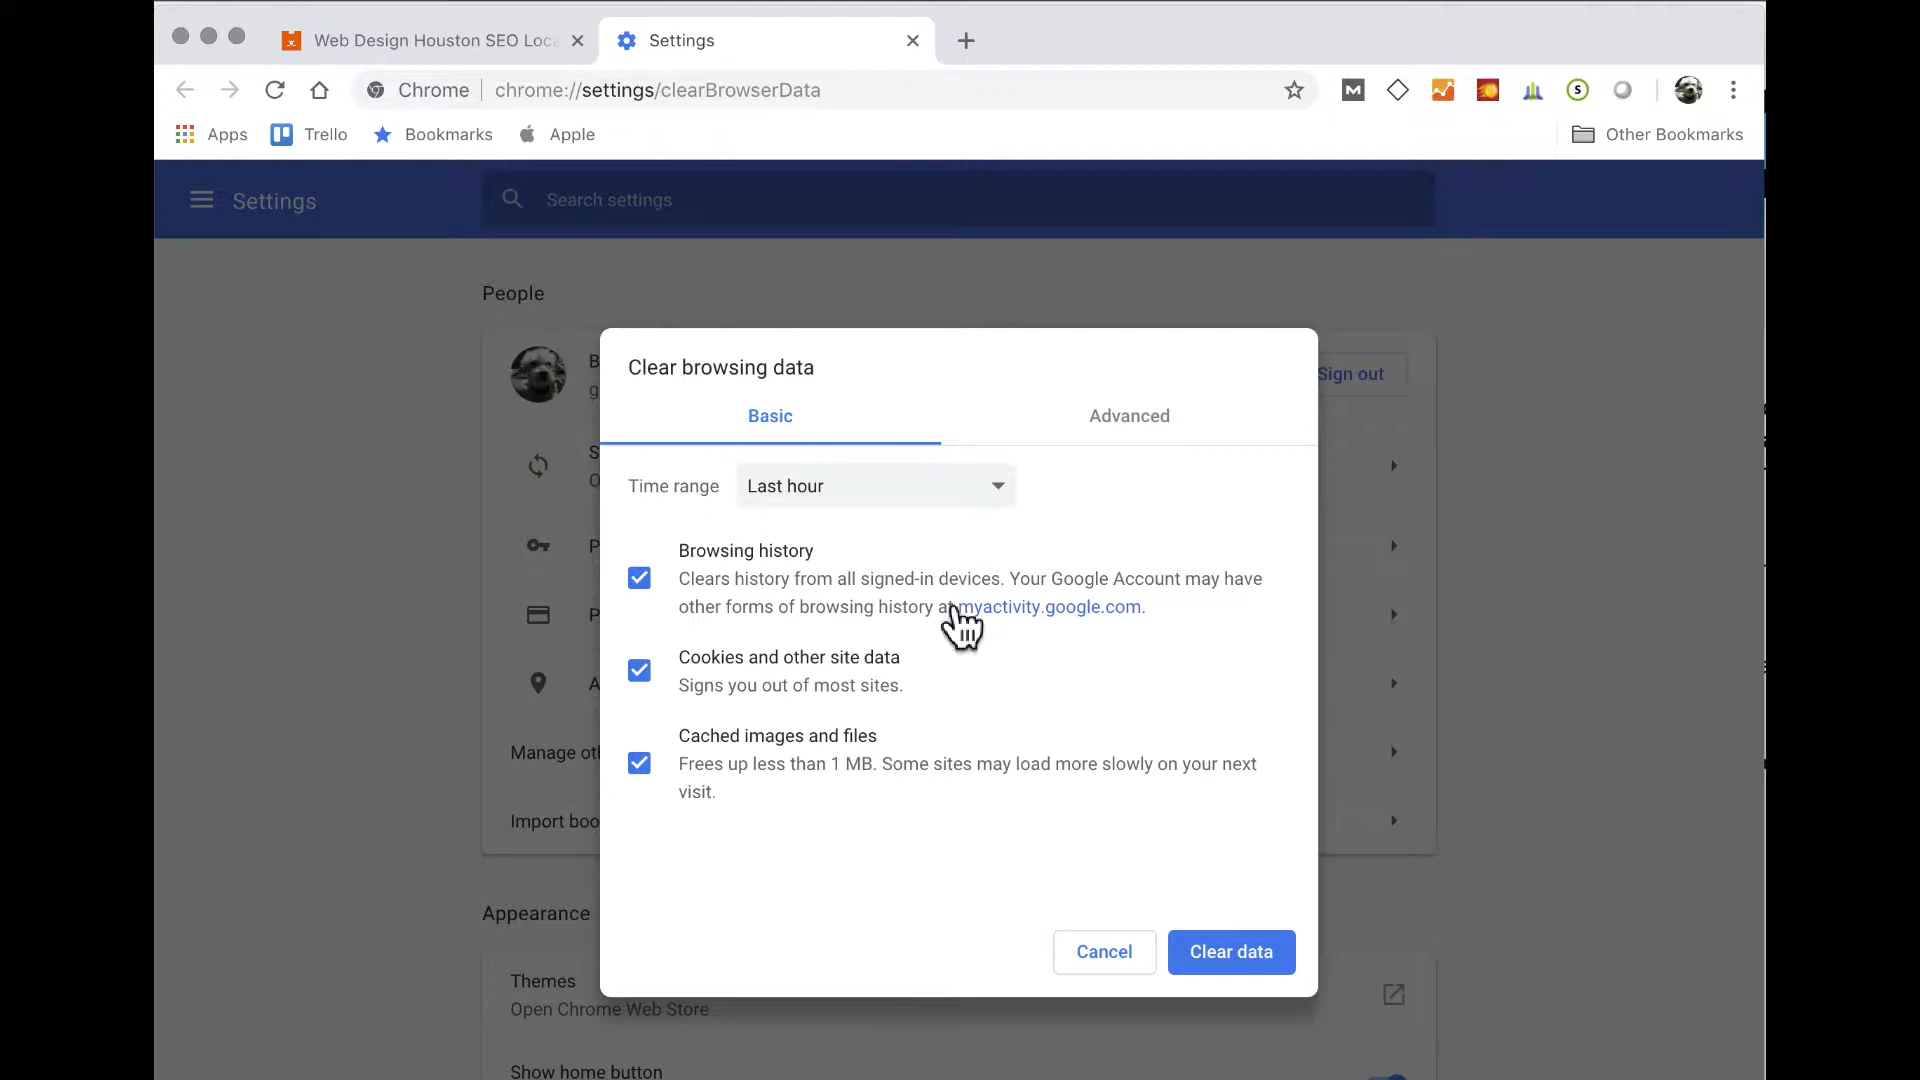 Web Design Houston SEO Loca
Settings
Chrome
chrome://settings/clearBrowserData
Apps
Trello
Bookmarks
Apple
Other Bookmarks
Settings
Search settings
People
Sign out
Clear browsing data
Basic
Advanced
Time range
Last hour
Browsing history
Clears history from all signed-in devices. Your Google Account may have
other forms of browsing history at myactivity.google.com.
Cookies and other site data
Signs you out of most sites.
Cached images and files
Frees up less than 1 MB. Some sites may load more slowly on your next
visit.
Manage ot
Import boo
Cancel
Clear data
Appearance
Themes
Open Chrome Web Store
Show home button